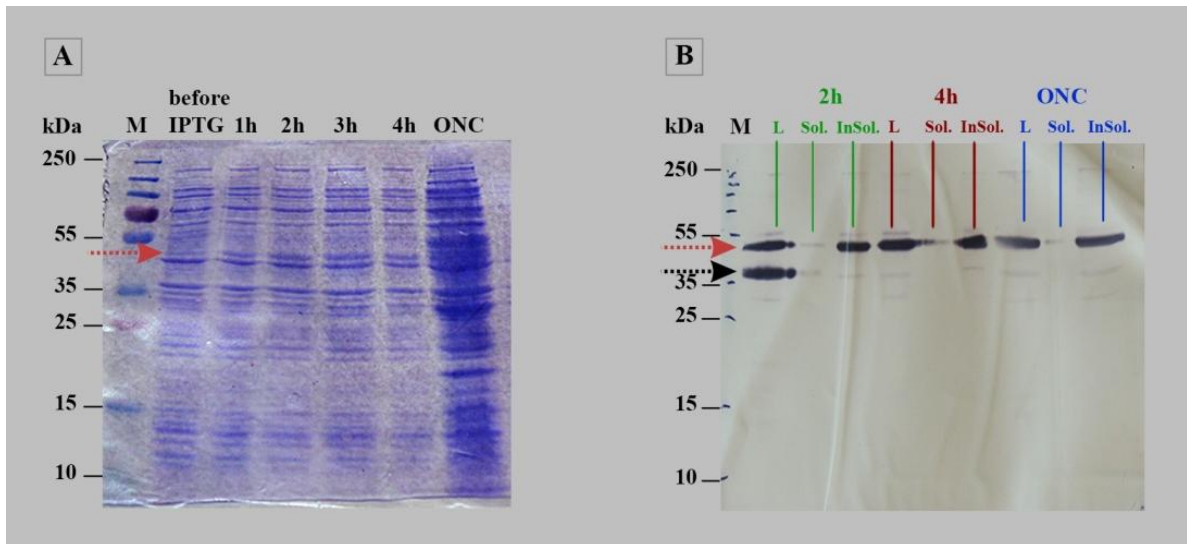 A
before
kDa M IPTG 1h 2h 3h 4h ONC
250
55
35
25
15
10
B
2h 4h ONC
kDa M L Sol. InSol. L Sol. InSol. L Sol. InSol.
250
55
35
25
15
10